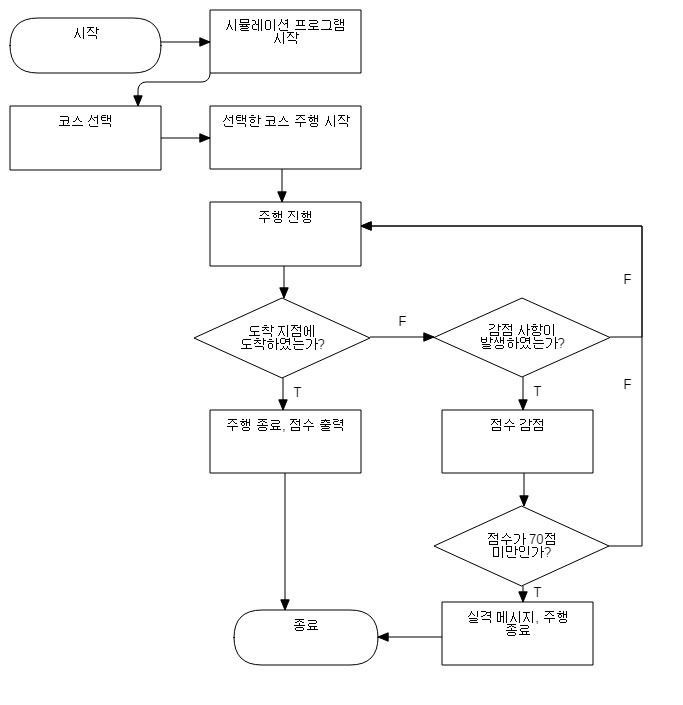 시작
시뮬레이션 프로그램
시작
코스 선택
선택한 코스 주행 시작
주행 진행
F
도착 지점에
도착하였는가?
F
감점 사항이
발생하였는가?
T
T
F
주행 종료, 점수 출력
점수 감점
점수가 70점
미만인가?
T
종료
실격 메시지, 주행
종료